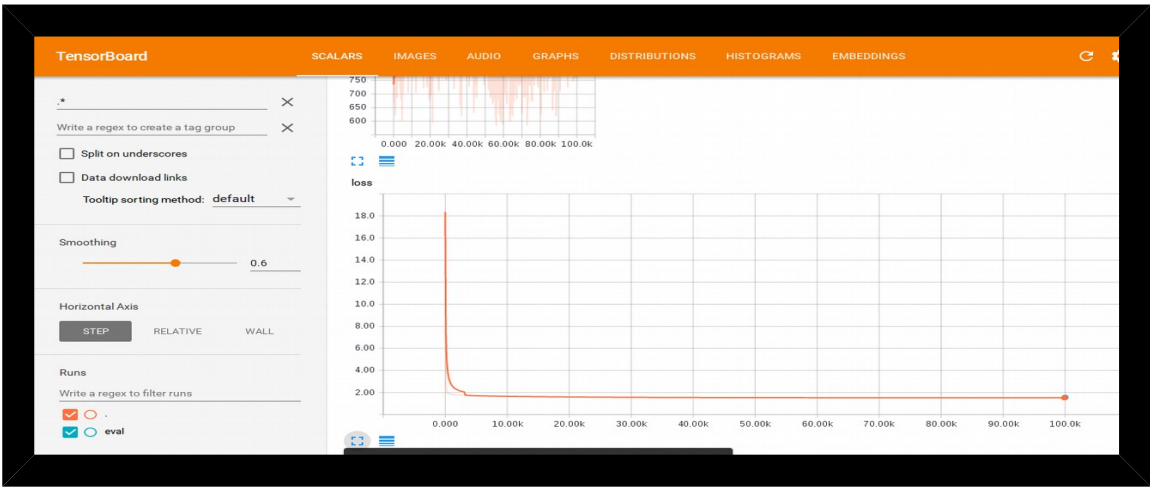 TensorBoard SCALARS IMAGES AUDIO GRAPHS DISTRIBUTIONS HISTOGRAMS EMBEDDINGS
.*
Write a regex to create a tag group
Split on underscores
Data download links
Tooltip sorting method: default
Smoothing
0.6
Horizontal Axis
STEP RELATIVE WALL
Runs
Write a regex to filter runs
.
eval
750
700
650
600
0.000 20.00k 40.00k 60.00k 80.00k 100.0k
loss
18.0
16.0
14.0
12.0
10.0
8.00
6.00
4.00
2.00
0.000 10.00k 20.00k 30.00k 40.00k 50.00k 60.00k 70.00k 80.00k 90.00k 100.0k